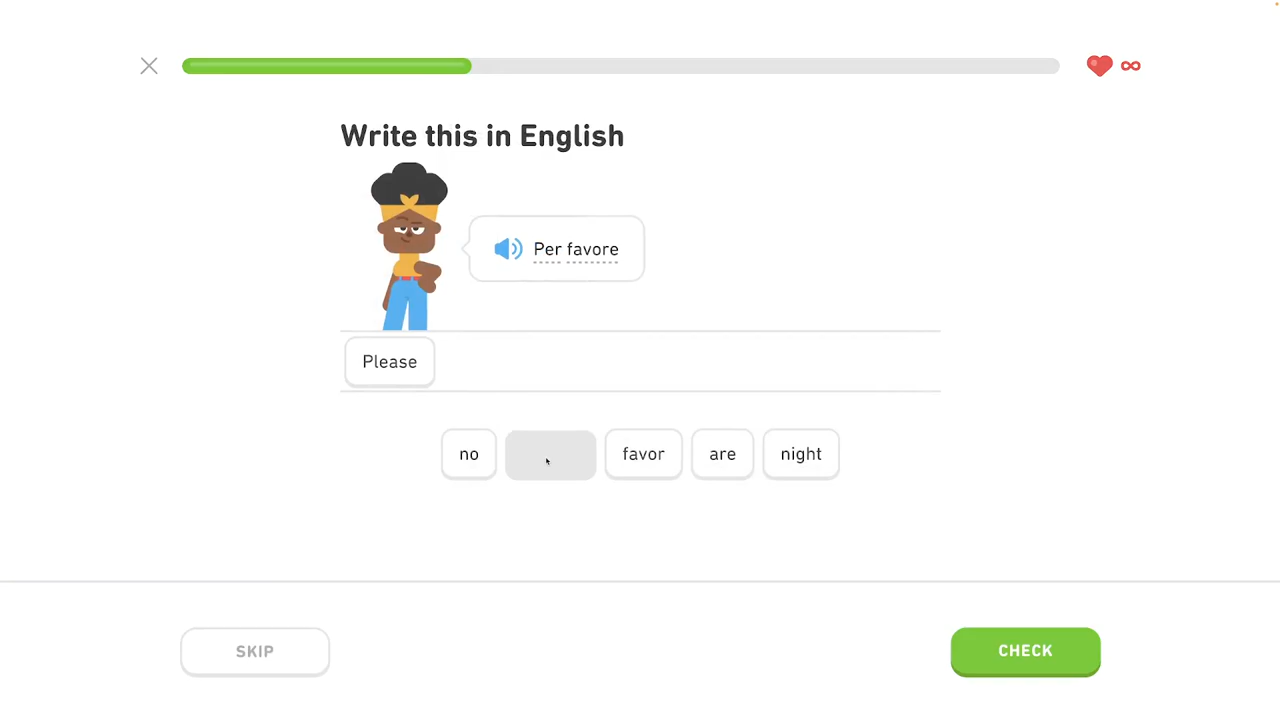 ∞
Write this in English
Per favore
Please
no favor are night
SKIP CHECK